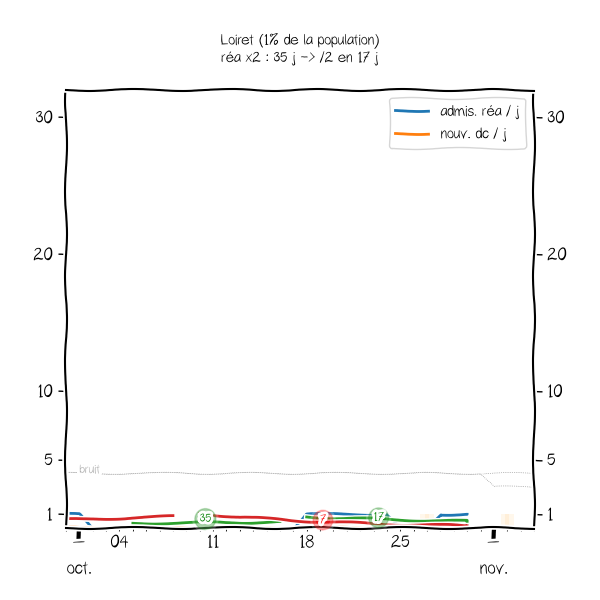 Loiret (1% de la population)
réa x2 : 35 j -> /2 en 17 j
admis. réa / j
nouv. dc / j
30
30
20
20
10
10
5
5
bruit
1
1
35
7
17
04
11
18
25
oct.
nov.